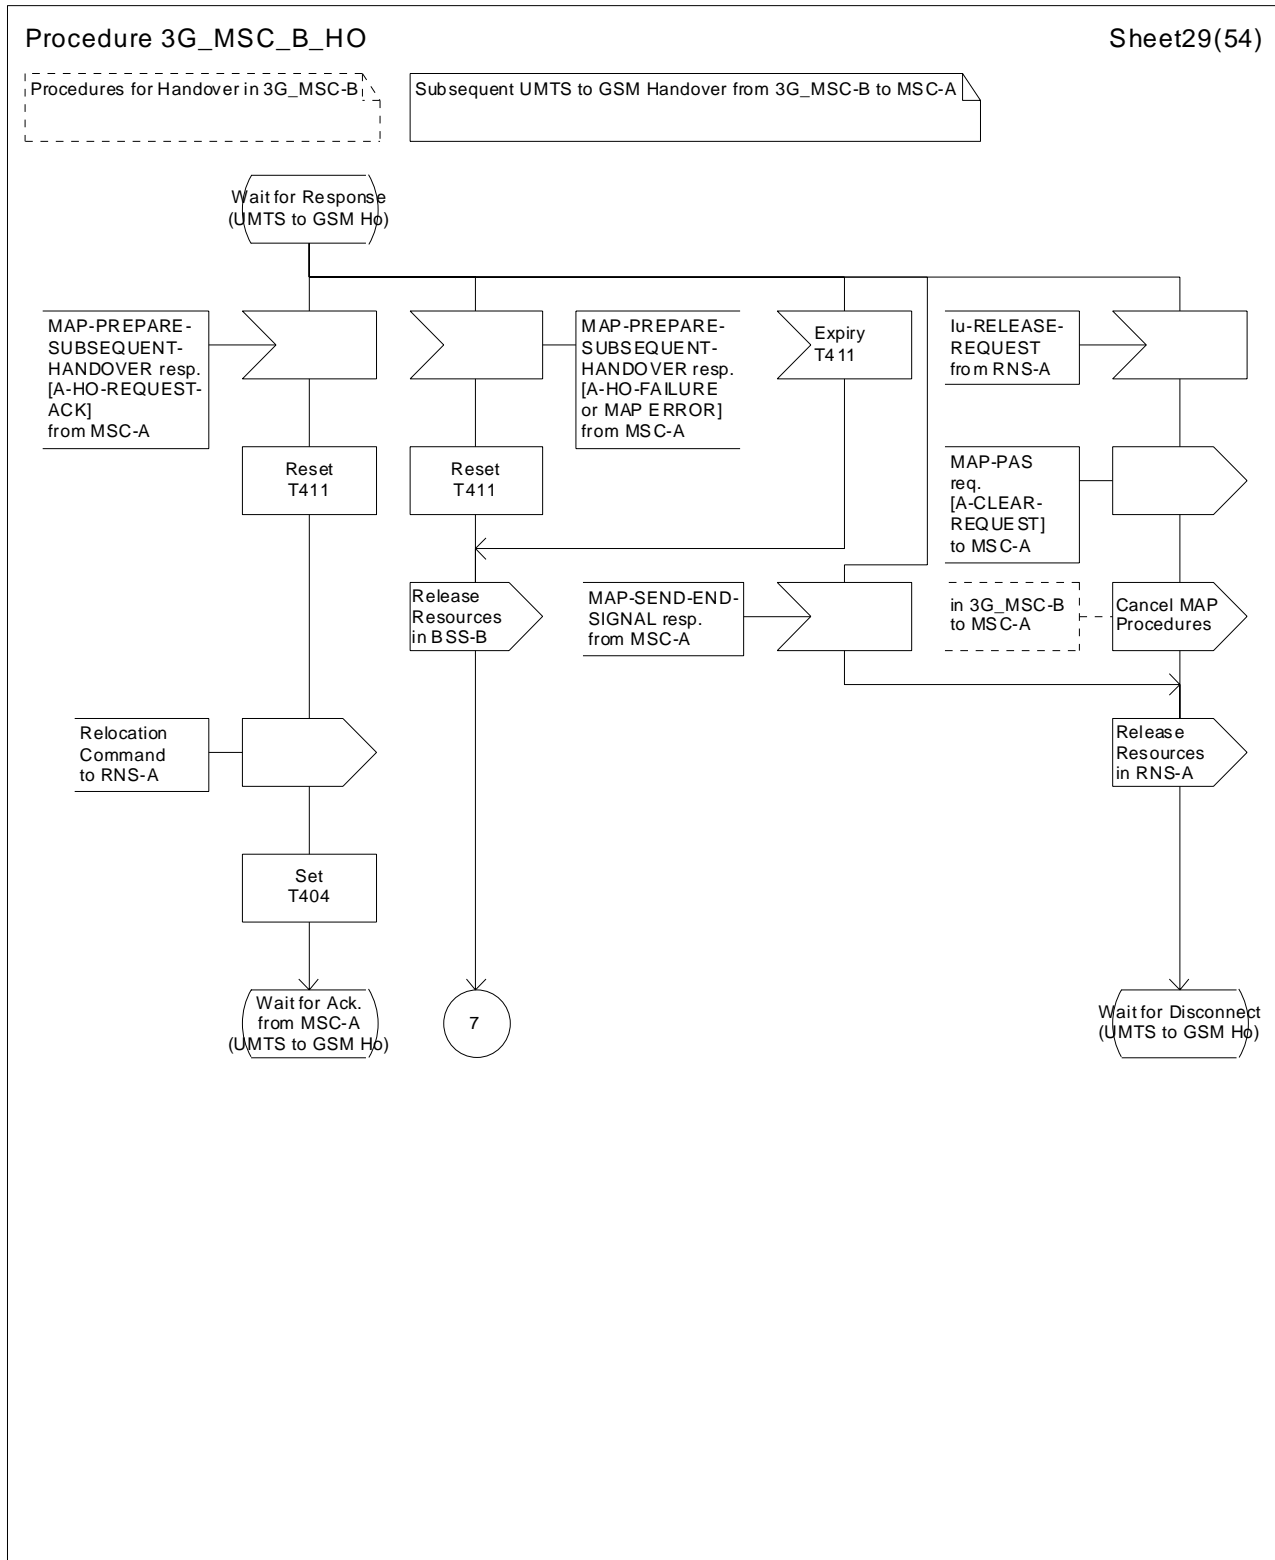 Procedure 3G_MSC_B_HO
Sheet29(54)
Procedures for Handover in 3G_MSC-B
Subsequent UMTS to GSM Handover from 3G_MSC-B to MSC-A
Wait for Response
(UMTS to GSM Ho)
MAP-PREPARE-
SUBSEQUENT-
HANDOVER resp.
[A-HO-REQUEST-
ACK]
from MSC-A
MAP-PREPARE-
SUBSEQUENT-
HANDOVER resp.
[A-HO-FAILURE
or MAP ERROR]
from MSC-A
Expiry
T411
Iu-RELEASE-
REQUEST
from RNS-A
Reset
T411
Reset
T411
MAP-PAS
req.
[A-CLEAR-
REQUEST]
to MSC-A
Release
Resources
in BSS-B
MAP-SEND-END-
SIGNAL resp.
from MSC-A
in 3G_MSC-B
to MSC-A
Cancel MAP
Procedures
Relocation
Command
to RNS-A
Release
Resources
in RNS-A
Set
T404
Wait for Ack.
from MSC-A
(UMTS to GSM Ho)
7
Wait for Disconnect
(UMTS to GSM Ho)